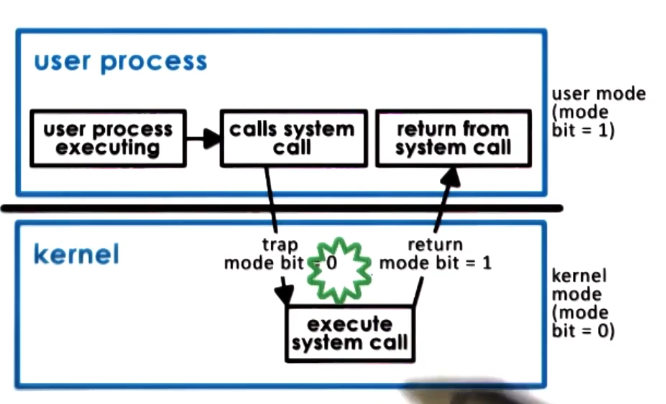 user process
user process
executing
calls system
call
return from
system call
user mode
(mode
bit = 1)
kernel
trap
mode bit = 0
return
mode bit = 1
execute
system call
kernel
mode
(mode
bit = 0)